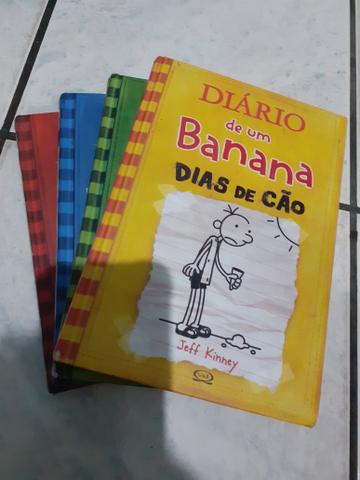 DIÁRIO
de um
Banana
DIAS DE CÃO
Jeff Kinney
V&R